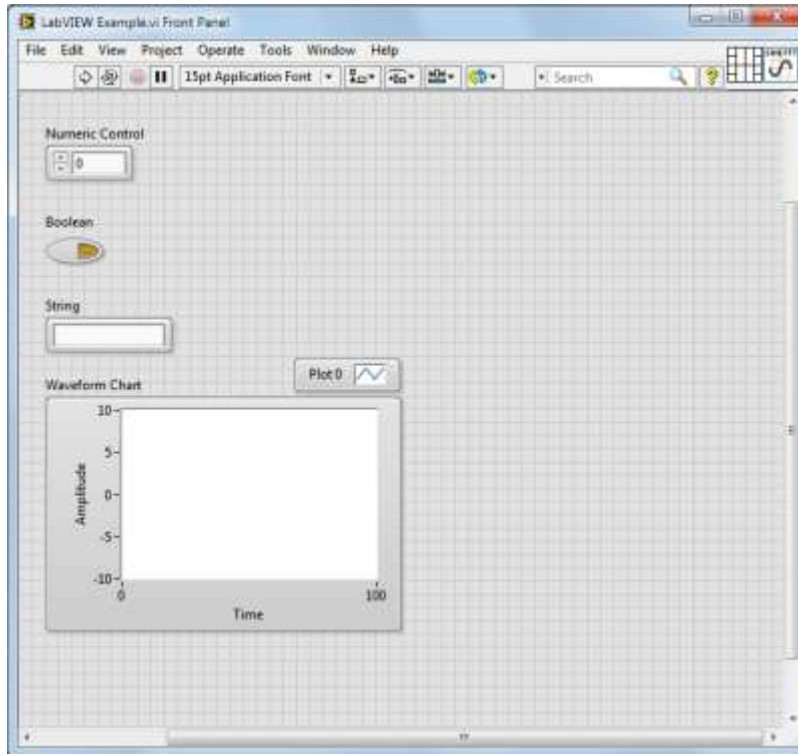 LabVIEW Example.vi Front Panel
File Edit View Project Operate Tools Window Help
15pt Application Font Search ?
Numeric Control
0
Boolean
String
Plot 0
Waveform Chart
10
5
0
-5
-10
Amplitude
0 100
Time